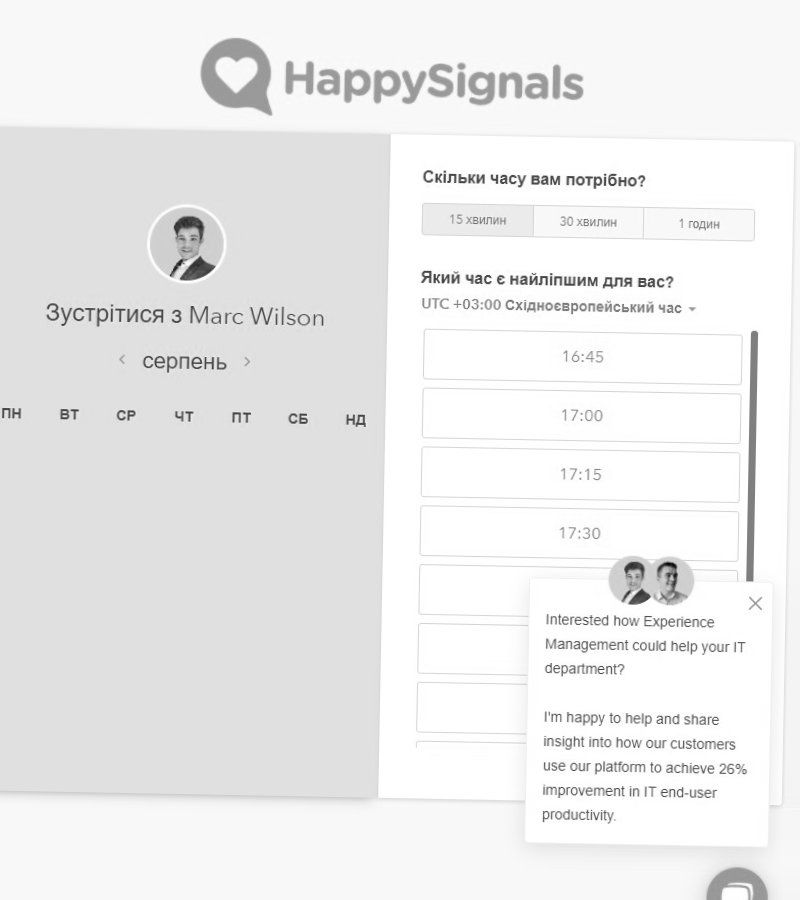 HappySignals
Зустрітися з Marc Wilson
серпень
ПН ВТ СР ЧТ ПТ СБ НД
Скільки часу вам потрібно?
15 хвилин 30 хвилин 1 годин
Який час є найліпшим для вас?
UTC +03:00 Східноєвропейський час
16:45
17:00
17:15
17:30
Interested how Experience
Management could help your IT
department?
I'm happy to help and share
insight into how our customers
use our platform to achieve 26%
improvement in IT end-user
productivity.